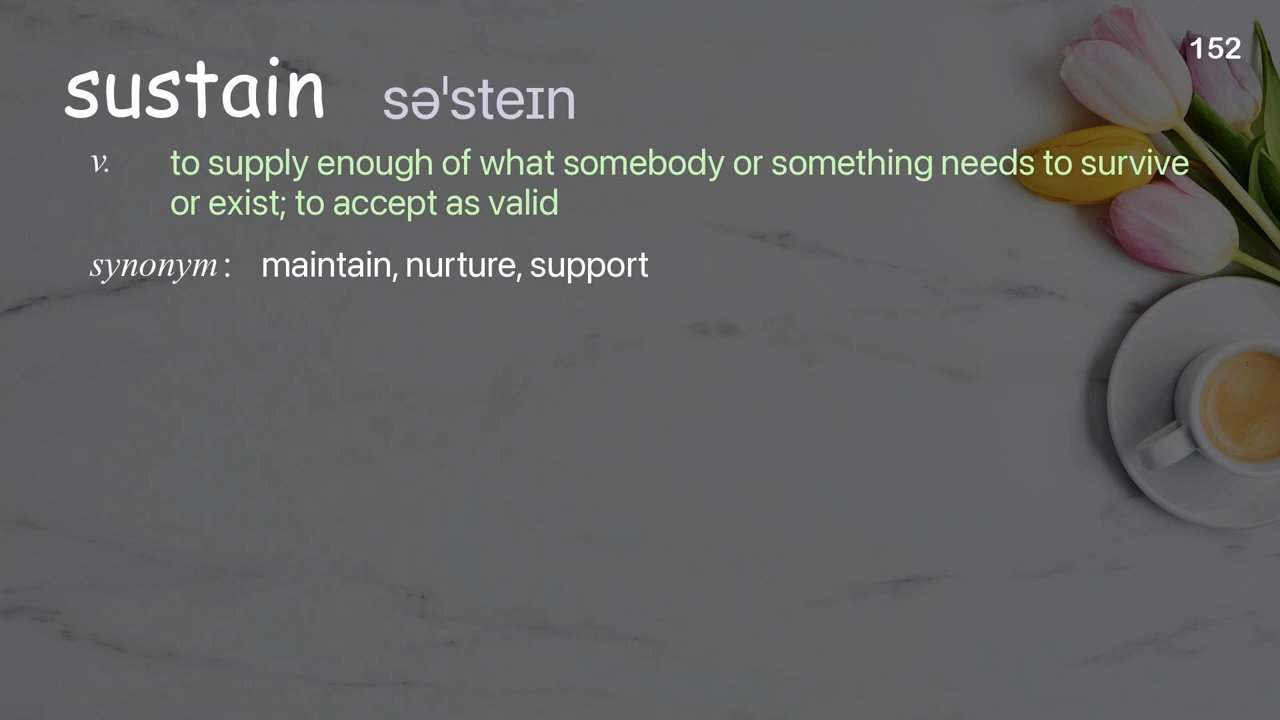 152
sustain səˈsteɪn
v. to supply enough of what somebody or something needs to survive
or exist; to accept as valid
synonym : maintain, nurture, support